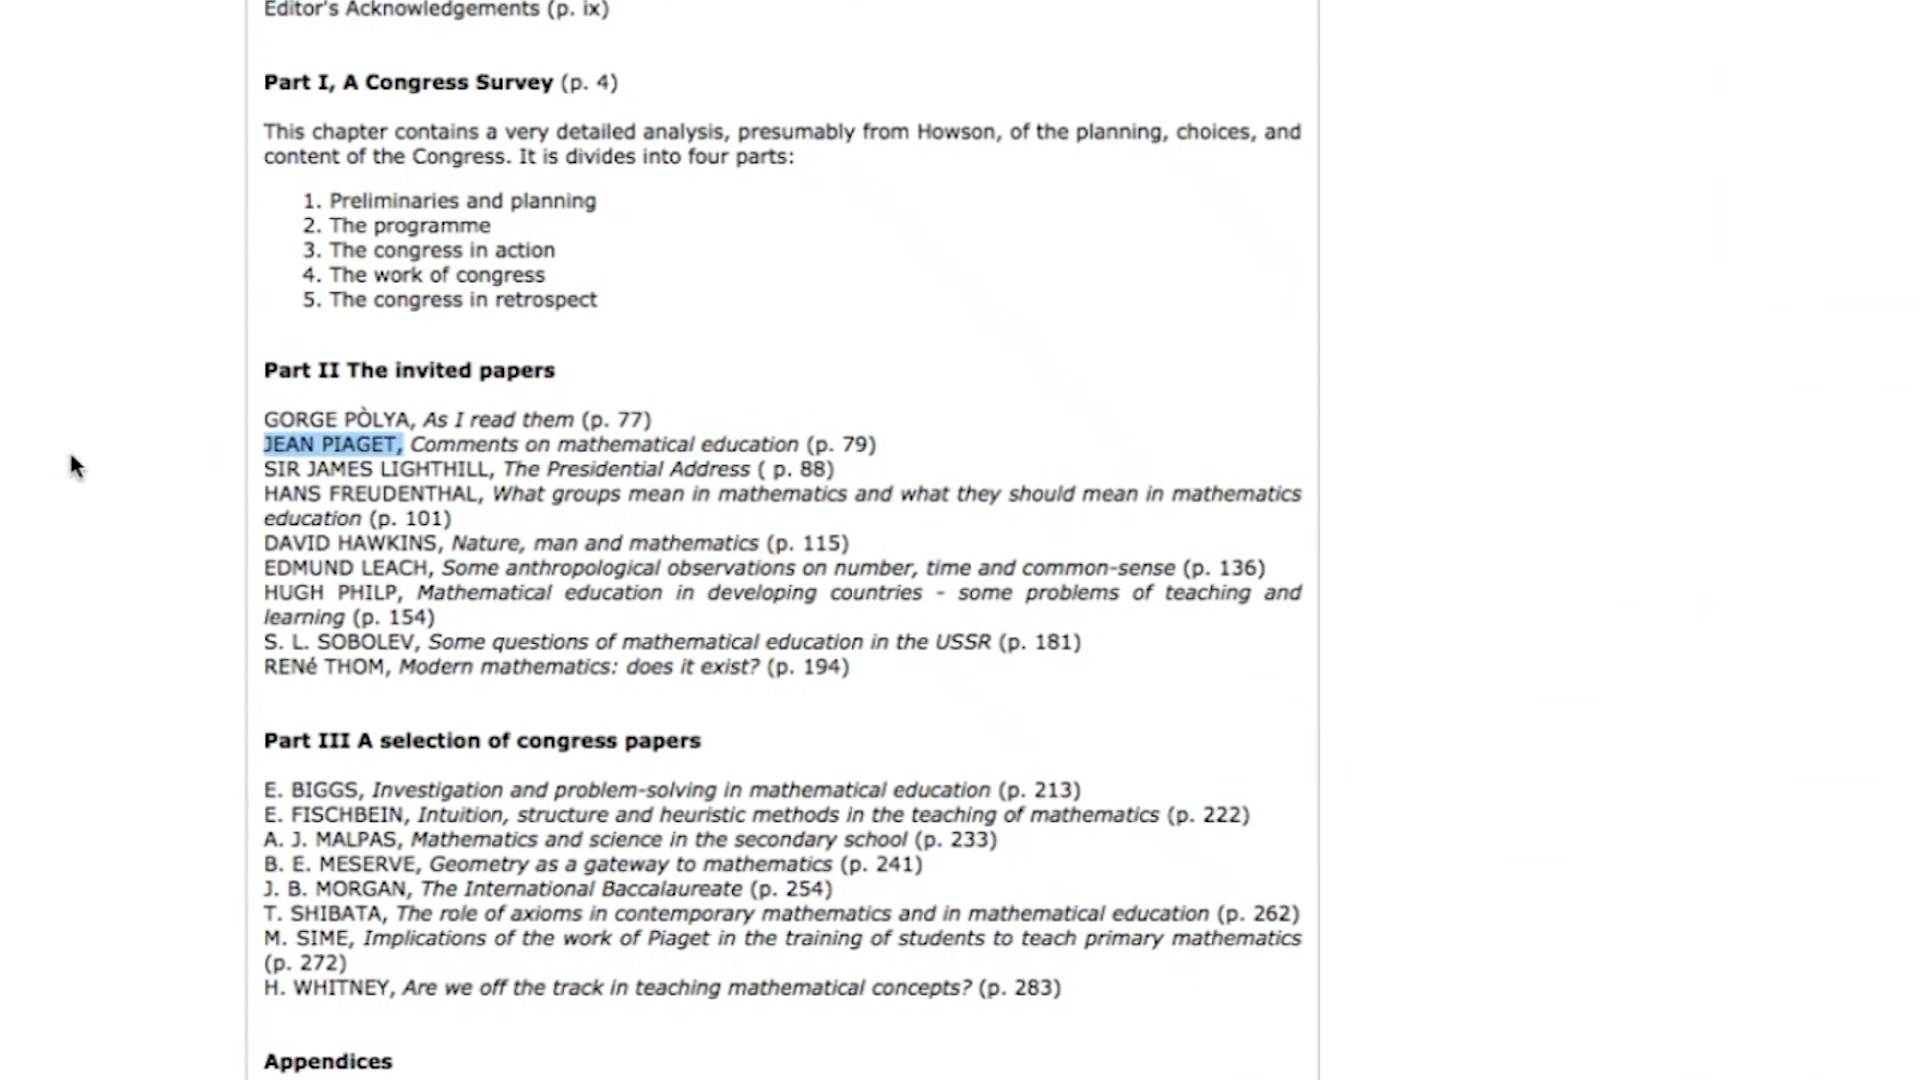 Editor's Acknowledgements (p. ix)
Part I, A Congress Survey (p. 4)
This chapter contains a very detailed analysis, presumably from Howson, of the planning, choices, and
content of the Congress. It is divides into four parts:
1. Preliminaries and planning
2. The programme
3. The congress in action
4. The work of congress
5. The congress in retrospect
Part II The invited papers
GORGE PÒLYA, As I read them (p. 77)
JEAN PIAGET, Comments on mathematical education (p. 79)
SIR JAMES LIGHTHILL, The Presidential Address ( p. 88)
HANS FREUDENTHAL, What groups mean in mathematics and what they should mean in mathematics
education (p. 101)
DAVID HAWKINS, Nature, man and mathematics (p. 115)
EDMUND LEACH, Some anthropological observations on number, time and common-sense (p. 136)
HUGH PHILP, Mathematical education in developing countries - some problems of teaching and
learning (p. 154)
S. L. SOBOLEV, Some questions of mathematical education in the USSR (p. 181)
RENé THOM, Modern mathematics: does it exist? (p. 194)
Part III A selection of congress papers
E. BIGGS, Investigation and problem-solving in mathematical education (p. 213)
E. FISCHBEIN, Intuition, structure and heuristic methods in the teaching of mathematics (p. 222)
A. J. MALPAS, Mathematics and science in the secondary school (p. 233)
B. E. MESERVE, Geometry as a gateway to mathematics (p. 241)
J. B. MORGAN, The International Baccalaureate (p. 254)
T. SHIBATA, The role of axioms in contemporary mathematics and in mathematical education (p. 262)
M. SIME, Implications of the work of Piaget in the training of students to teach primary mathematics
(p. 272)
H. WHITNEY, Are we off the track in teaching mathematical concepts? (p. 283)
Appendices